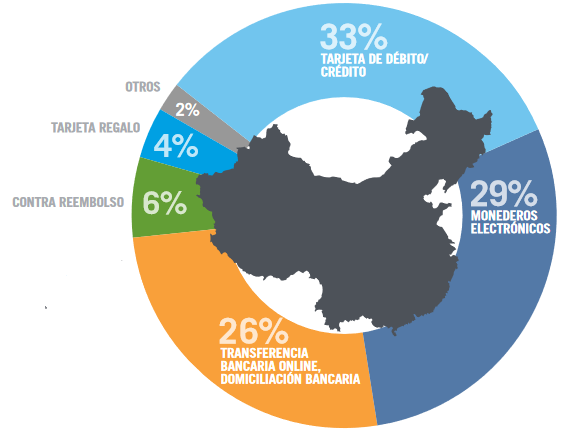 33%
TARJETA DE DÉBITO/
CRÉDITO
OTROS
2%
TARJETA REGALO
4%
29%
MONEDEROS
ELECTRÓNICOS
CONTRA REEMBOLSO
6%
26%
TRANSFERENCIA
BANCARIA ONLINE,
DOMICILIACIÓN BANCARIA